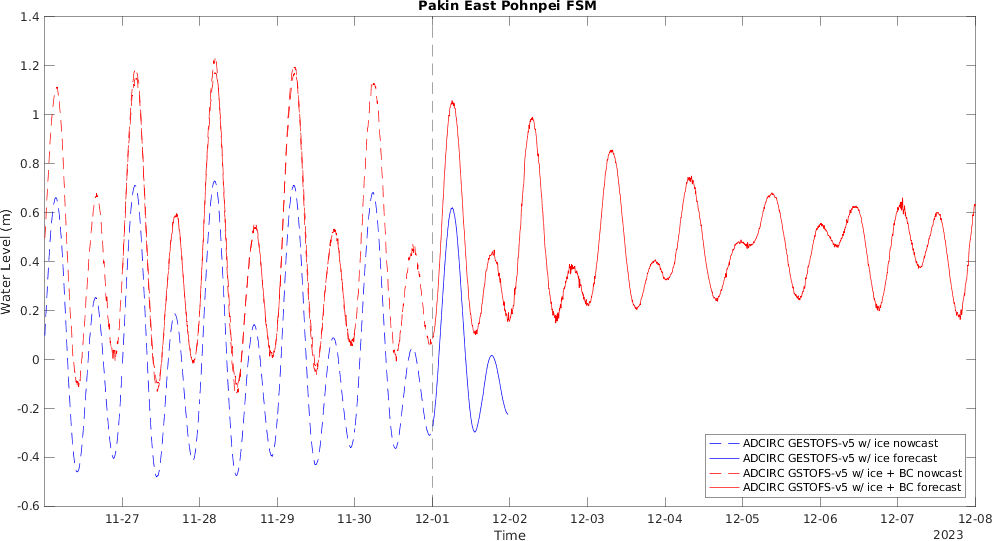 Pakin East Pohnpei FSM
Water Level (m)
1.4
1.2
1
0.8
0.6
0.4
0.2
0
-0.2
-0.4
-0.6
ADCIRC GESTOFS-v5 w/ ice nowcast
ADCIRC GESTOFS-v5 w/ ice forecast
ADCIRC GSTOFS-v5 w/ ice + BC nowcast
ADCIRC GSTOFS-v5 w/ ice + BC forecast
11-27 11-28 11-29 11-30 12-01 12-02 12-03 12-04 12-05 12-06 12-07 12-08
Time
2023